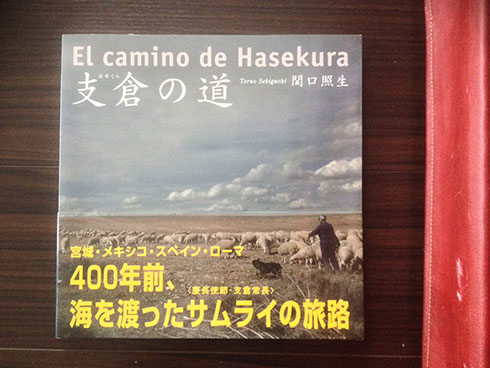 El camino de Hasekura
はせくら
支倉の道
Teruo Sekiguchi 関口照生
宮城・メキシコ・スペイン・ローマ
400年前、〈慶長使節・支倉常長〉
海を渡ったサムライの旅路